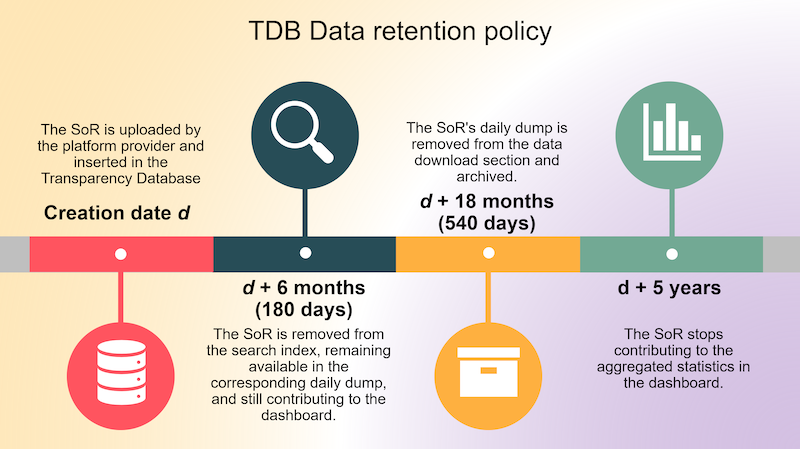 TDB Data retention policy
The SoR is uploaded by
the platform provider and
inserted in the
Transparency Database
Creation date d
d + 6 months
(180 days)
The SoR is removed from
the search index, remaining
available in the
corresponding daily dump,
and still contributing to the
dashboard.
The SoR's daily dump is
removed from the data
download section and
archived.
d + 18 months
(540 days)
d + 5 years
The SoR stops
contributing to the
aggregated statistics in
the dashboard.